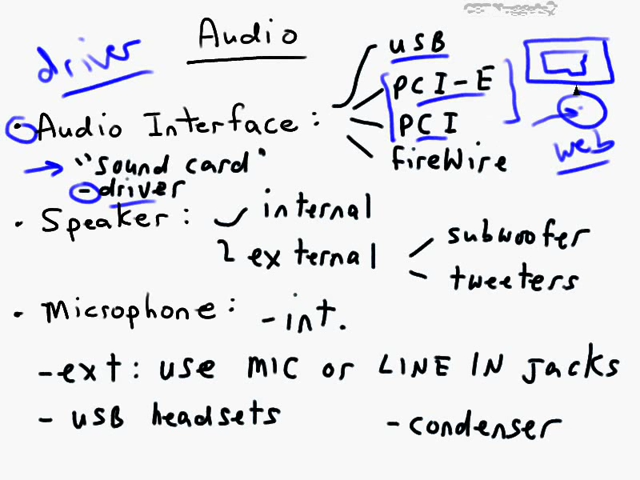 Audio
driver
USB
PCI-E
• Audio Interface: PCI
→ "sound card" fireWire
web
- driver
• Speaker: internal
external subwoofer
tweeters
• Microphone: - int.
- ext: use MIC or LINE IN jacks
- USB headsets - condenser